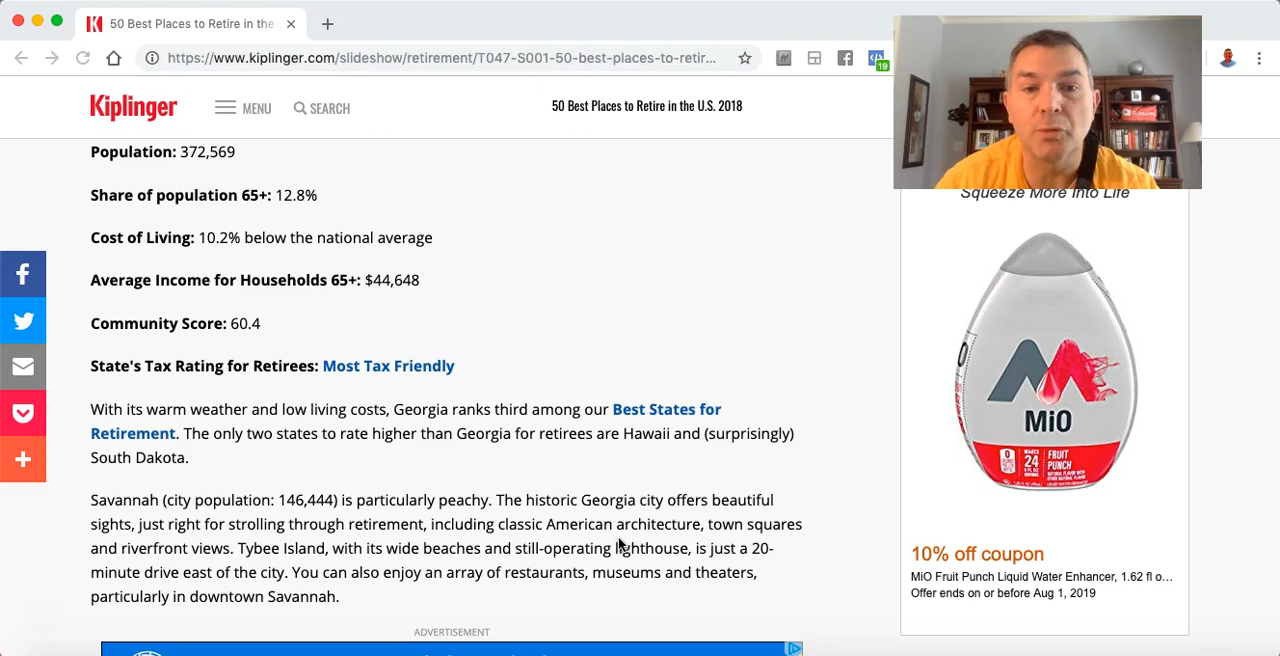 50 Best Places to Retire in the
https://www.kiplinger.com/slideshow/retirement/T047-S001-50-best-places-to-retir...
19
Kiplinger
MENU
SEARCH
50 Best Places to Retire in the U.S. 2018
Population: 372,569
Share of population 65+: 12.8%
Cost of Living: 10.2% below the national average
Average Income for Households 65+: $44,648
Community Score: 60.4
State's Tax Rating for Retirees: Most Tax Friendly
With its warm weather and low living costs, Georgia ranks third among our Best States for
Retirement. The only two states to rate higher than Georgia for retirees are Hawaii and (surprisingly)
South Dakota.
Savannah (city population: 146,444) is particularly peachy. The historic Georgia city offers beautiful
sights, just right for strolling through retirement, including classic American architecture, town squares
and riverfront views. Tybee Island, with its wide beaches and still-operating lighthouse, is just a 20-
minute drive east of the city. You can also enjoy an array of restaurants, museums and theaters,
particularly in downtown Savannah.
ADVERTISEMENT
Squeeze More Into Life
MiO
0
MAKES
24
FRUIT
PUNCH
10% off coupon
MiO Fruit Punch Liquid Water Enhancer, 1.62 fl o...
Offer ends on or before Aug 1, 2019